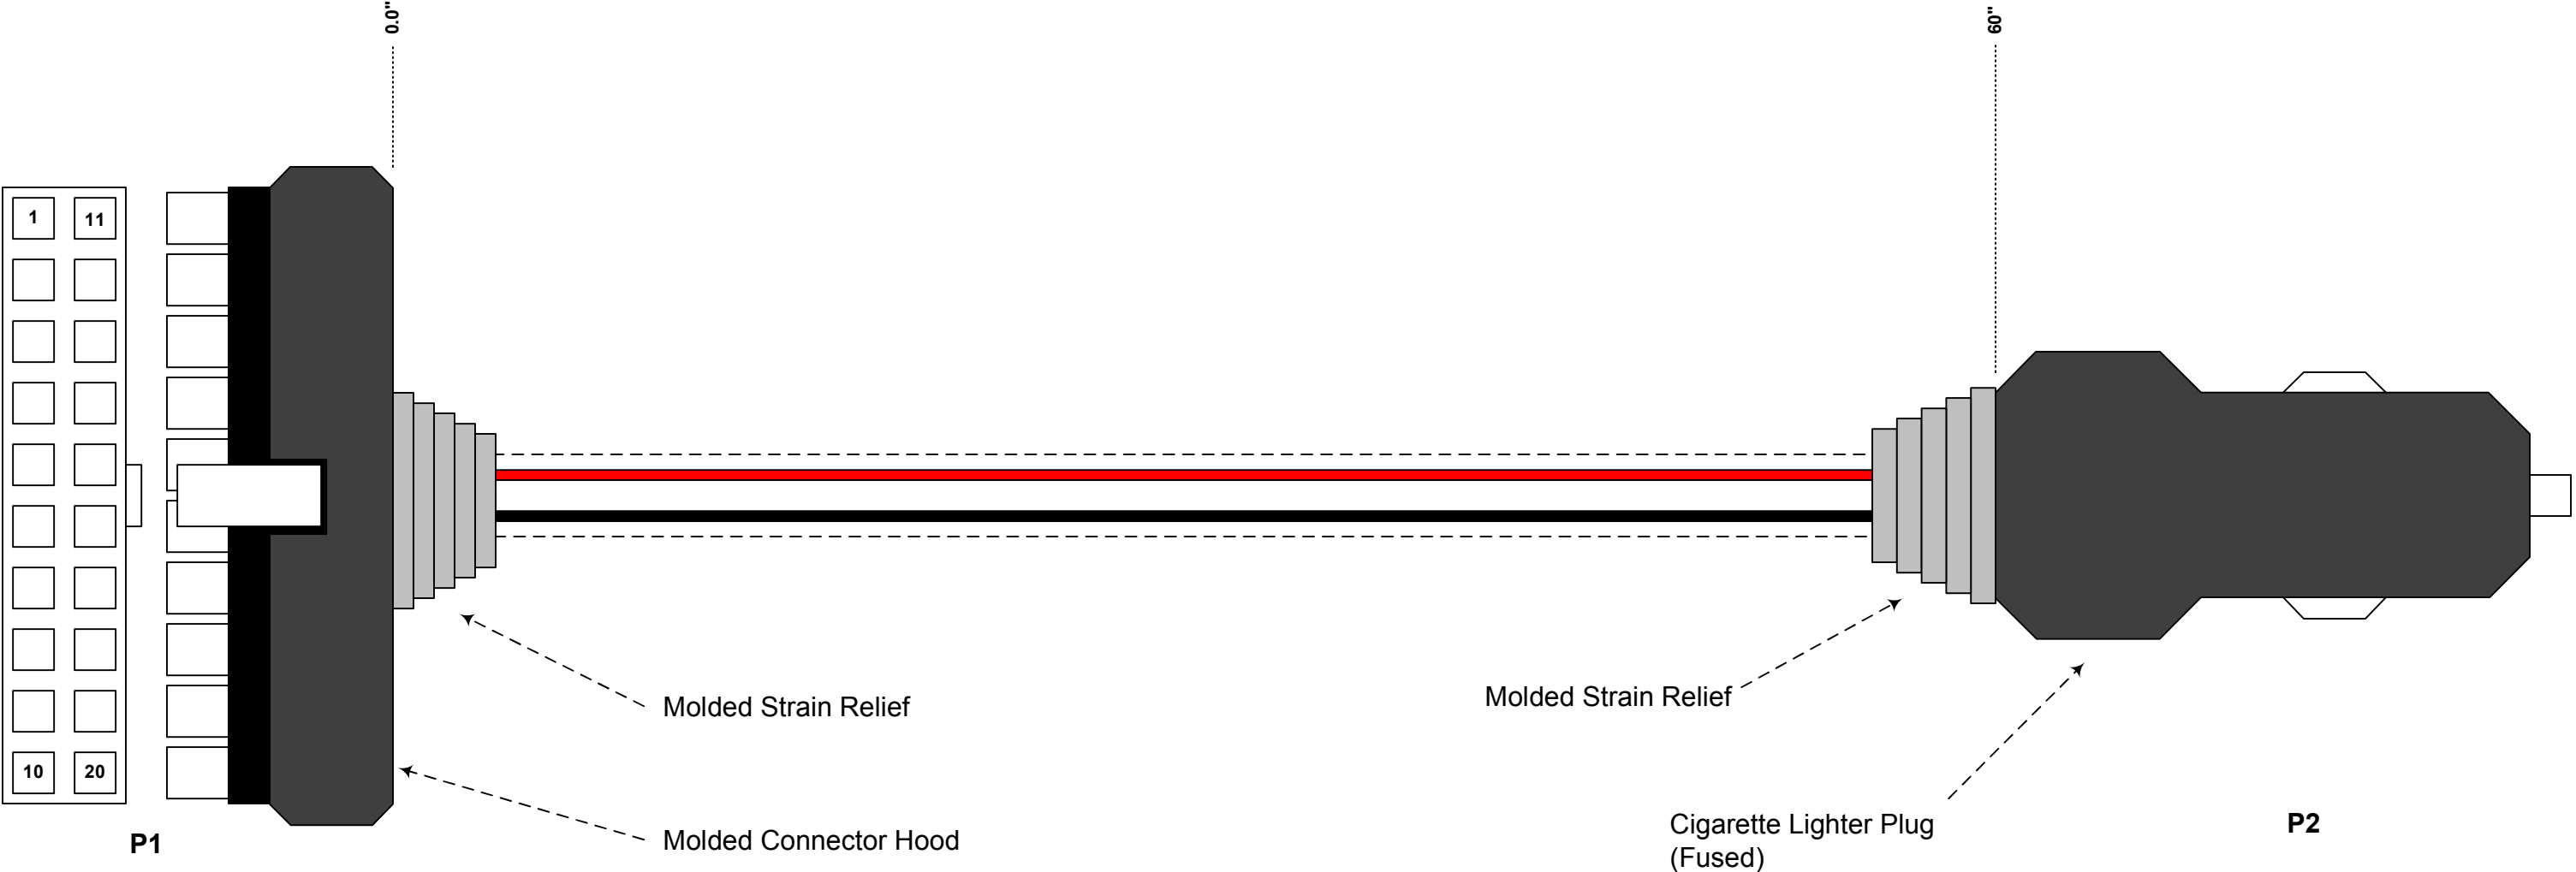 0.0"
60"
1
11
10
20
P1
Molded Strain Relief
Molded Connector Hood
Molded Strain Relief
Cigarette Lighter Plug
(Fused)
P2